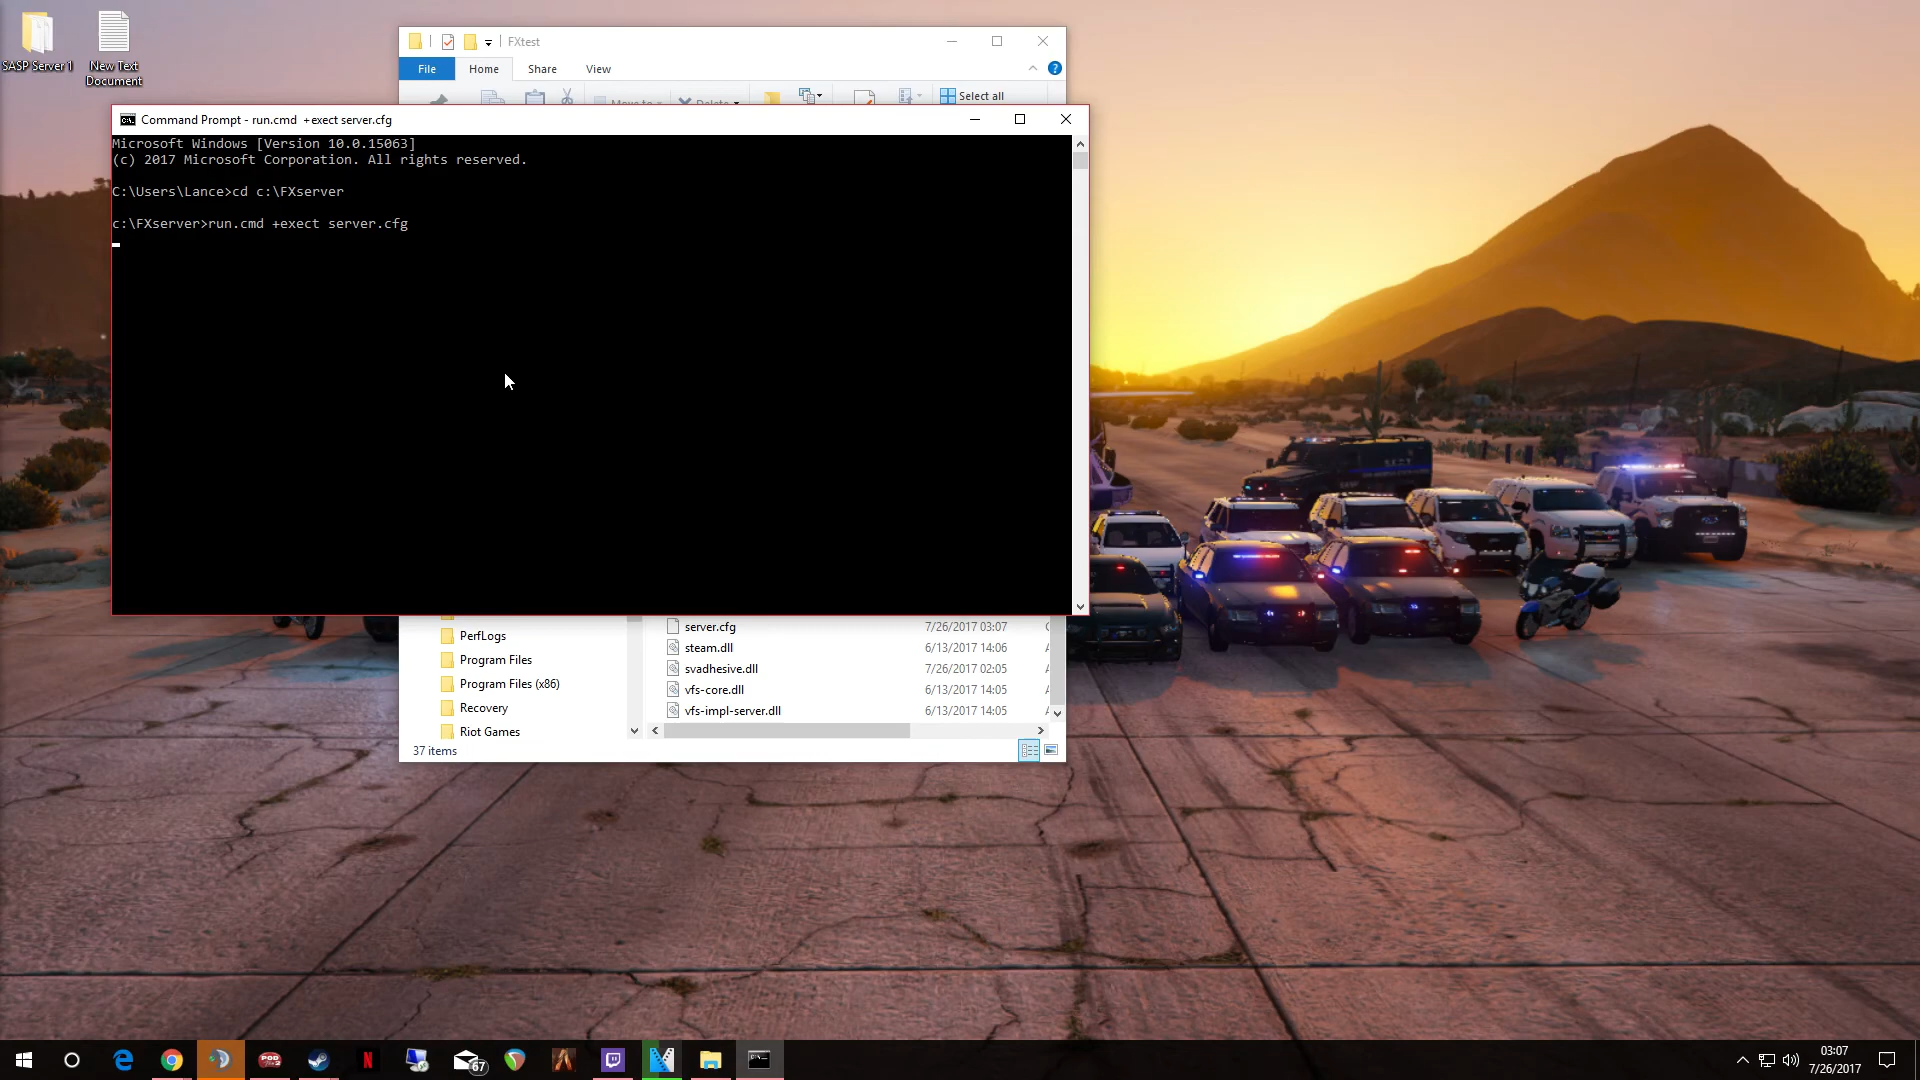 SASP Server 1
New Text
Document
FXtest
File
Home
Share
View
Select all
Command Prompt - run.cmd  +exect server.cfg
Microsoft Windows [Version 10.0.15063]
(c) 2017 Microsoft Corporation. All rights reserved.
C:\Users\Lance>cd c:\FXserver
c:\FXserver>run.cmd +exect server.cfg
PerfLogs
Program Files
Program Files (x86)
Recovery
Riot Games
server.cfg 7/26/2017 03:07
steam.dll 6/13/2017 14:06
svadhesive.dll 7/26/2017 02:05
vfs-core.dll 6/13/2017 14:05
vfs-impl-server.dll 6/13/2017 14:05
37 items
67
03:07
7/26/2017